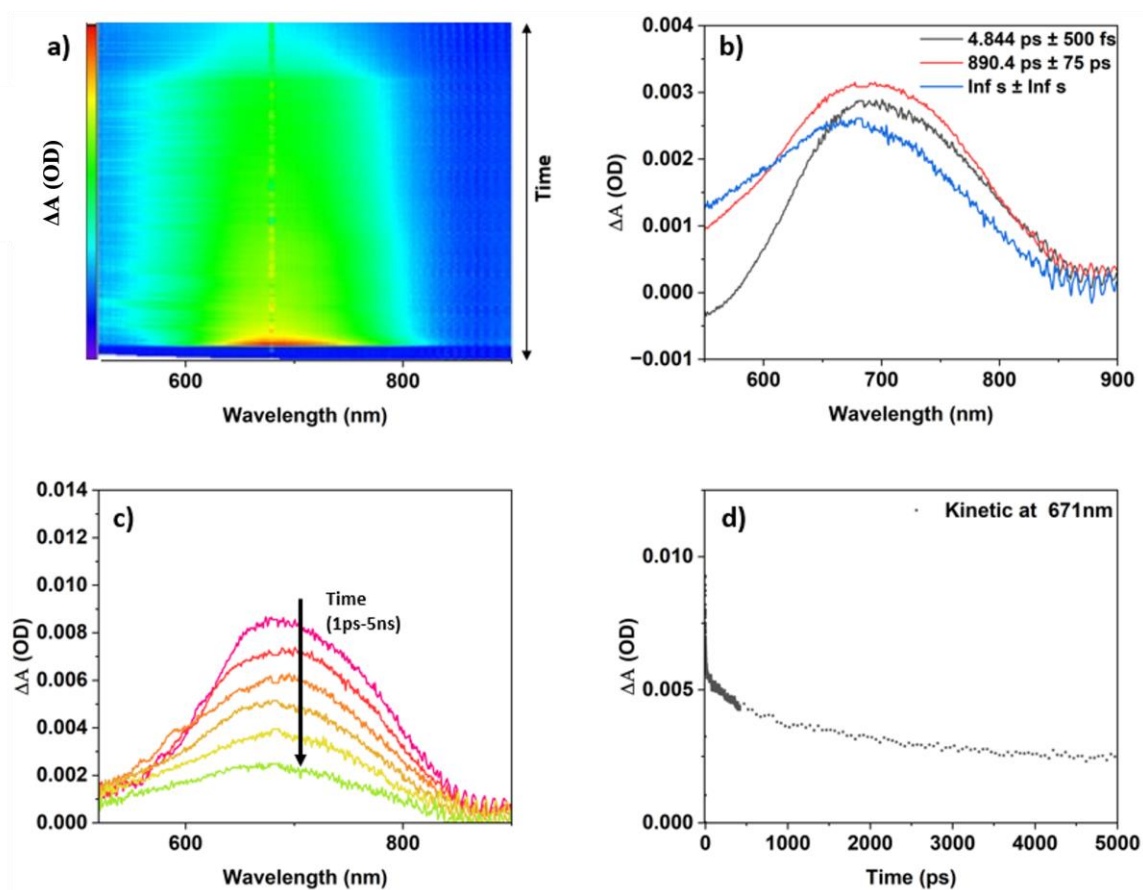 a)
ΔA (OD)
Time
600
800
Wavelength (nm)
b)
4.844 ps ± 500 fs
890.4 ps ± 75 ps
Inf s ± Inf s
0.004
0.003
0.002
0.001
0.000
−0.001
ΔA (OD)
600
700
800
900
Wavelength (nm)
c)
Time
(1ps-5ns)
0.014
0.012
0.010
0.008
0.006
0.004
0.002
0.000
ΔA (OD)
600
800
Wavelength (nm)
d)
Kinetic at 671nm
0.010
0.005
0.000
ΔA (OD)
0
1000
2000
3000
4000
5000
Time (ps)